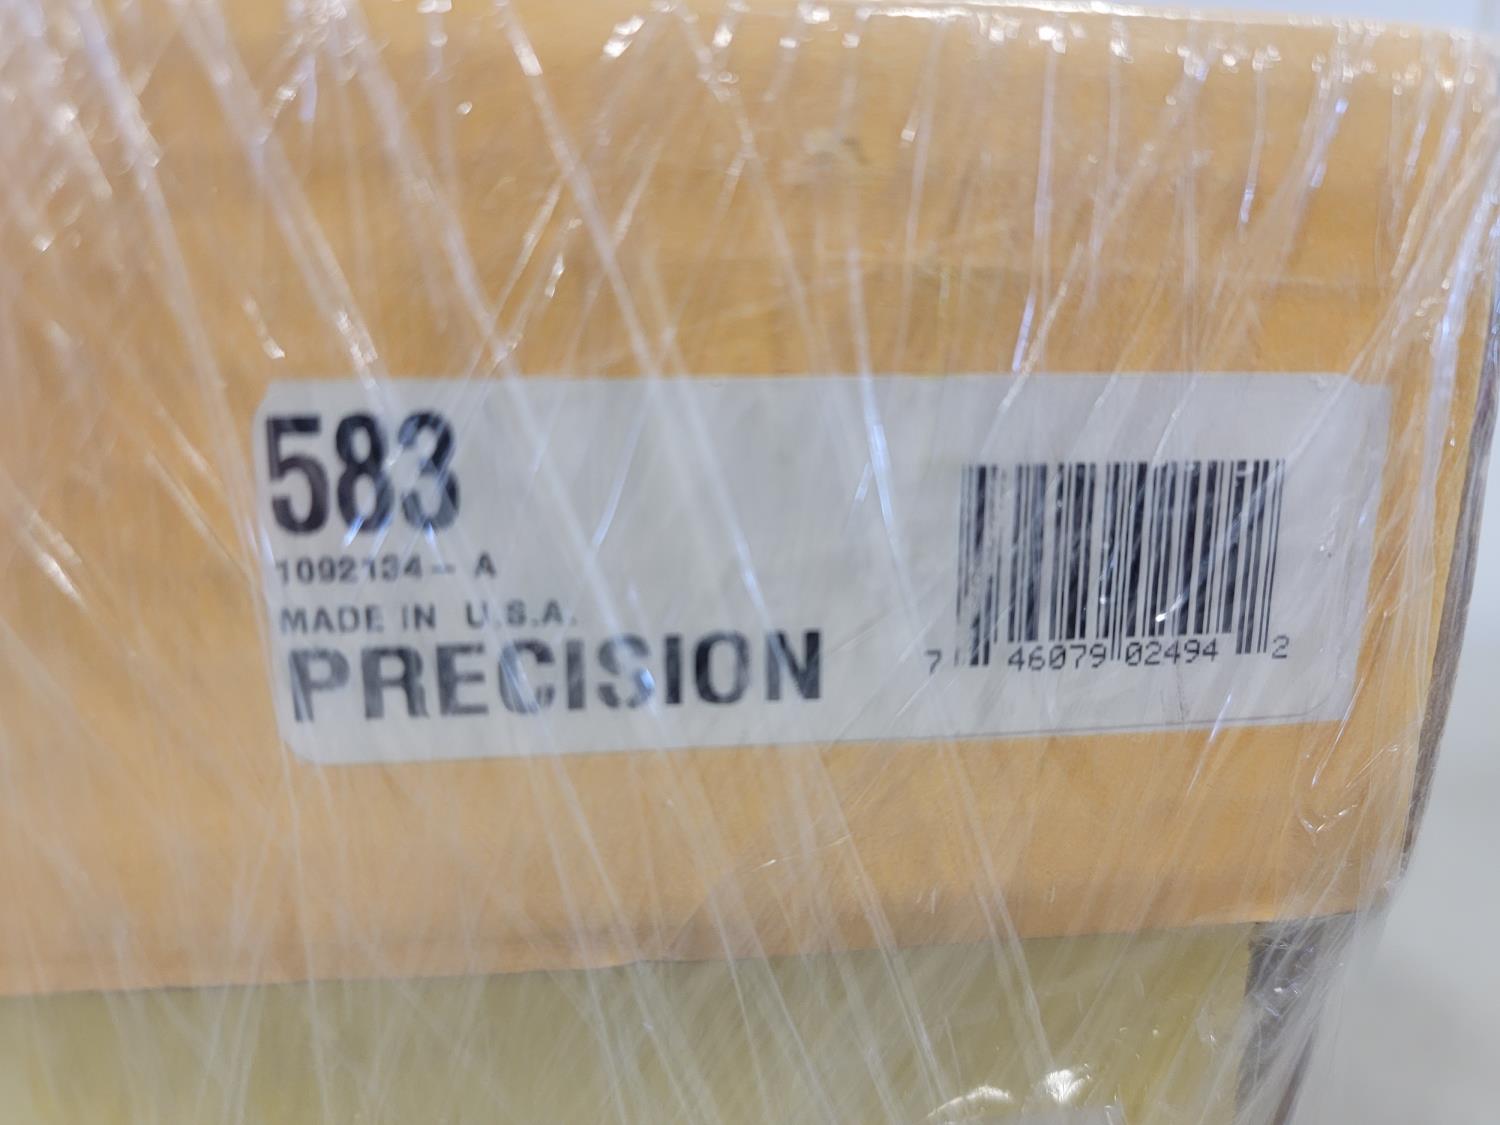 583
1092134- A
MADE IN U.S.A.
PRECISION
7 46079 02494 2